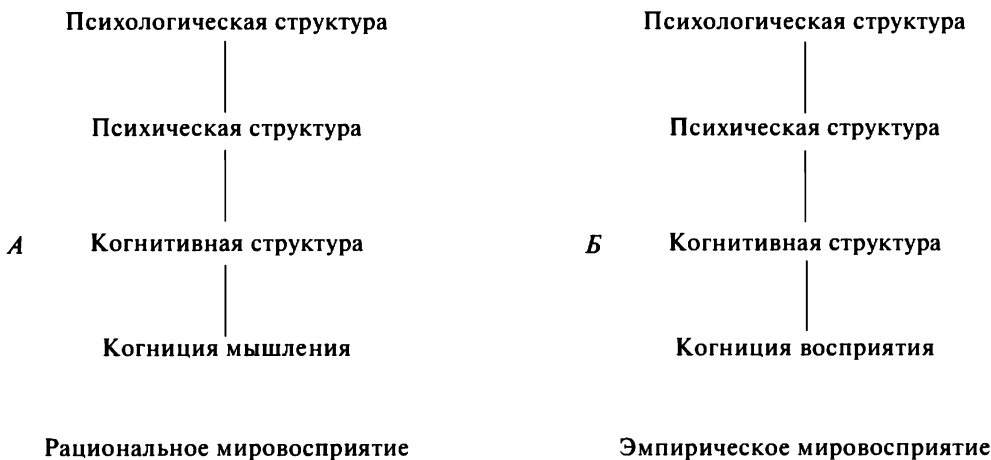 Психологическая структура
Психическая структура
А Когнитивная структура
Когниция мышления
Рациональное мировосприятие
Психологическая структура
Психическая структура
Б Когнитивная структура
Когниция восприятия
Эмпирическое мировосприятие